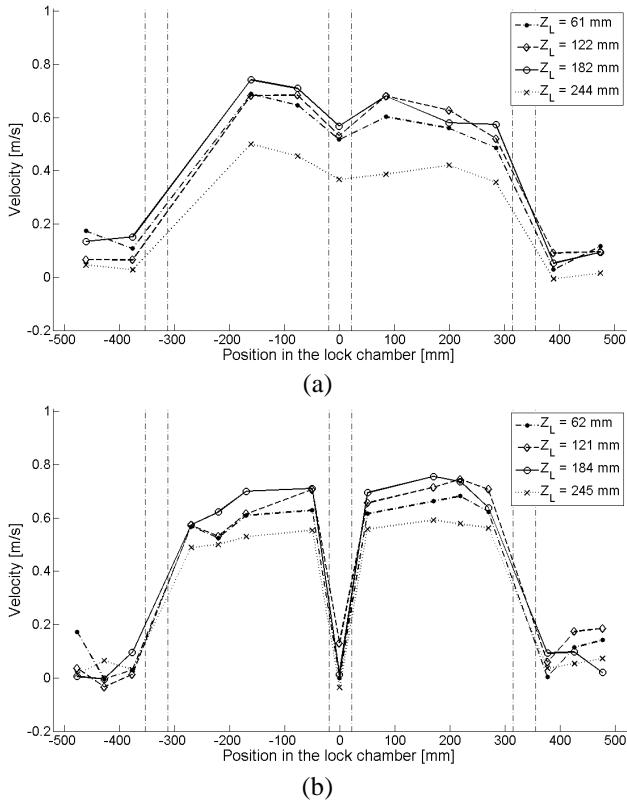 1
0.8
0.6
0.4
0.2
0
-0.2
Velocity [m/s]
Z_L = 61 mm
Z_L = 122 mm
Z_L = 182 mm
Z_L = 244 mm
-500 -400 -300 -200 -100 0 100 200 300 400 500
Position in the lock chamber [mm]
(a)
1
0.8
0.6
0.4
0.2
0
-0.2
Velocity [m/s]
Z_L = 62 mm
Z_L = 121 mm
Z_L = 184 mm
Z_L = 245 mm
-500 -400 -300 -200 -100 0 100 200 300 400 500
Position in the lock chamber [mm]
(b)